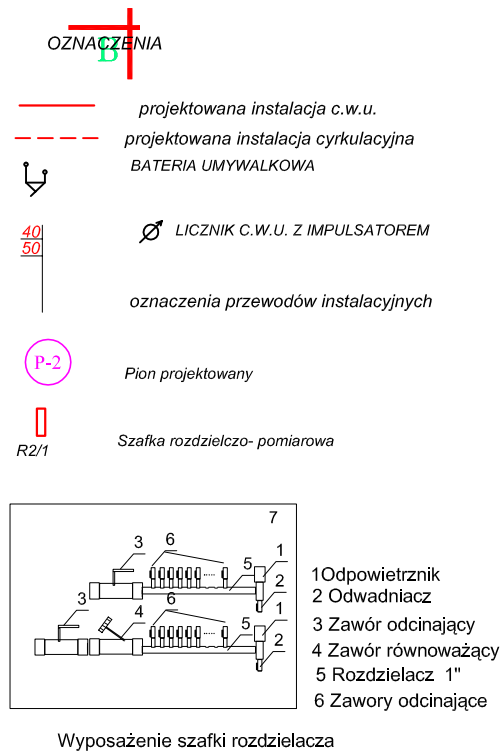 OZNACZENIA
B
projektowana instalacja c.w.u.
projektowana instalacja cyrkulacyjna
BATERIA UMYWALKOWA
40
50
LICZNIK C.W.U. Z IMPULSATOREM
oznaczenia przewodów instalacyjnych
P-2
Pion projektowany
R2/1
Szafka rozdzielczo- pomiarowa
7
3 6 5 1
2
3 4 6 5 1
2
1Odpowietrznik
2 Odwadniacz
3 Zawór odcinający
4 Zawór równoważący
5 Rozdzielacz 1"
6 Zawory odcinające
Wyposażenie szafki rozdzielacza